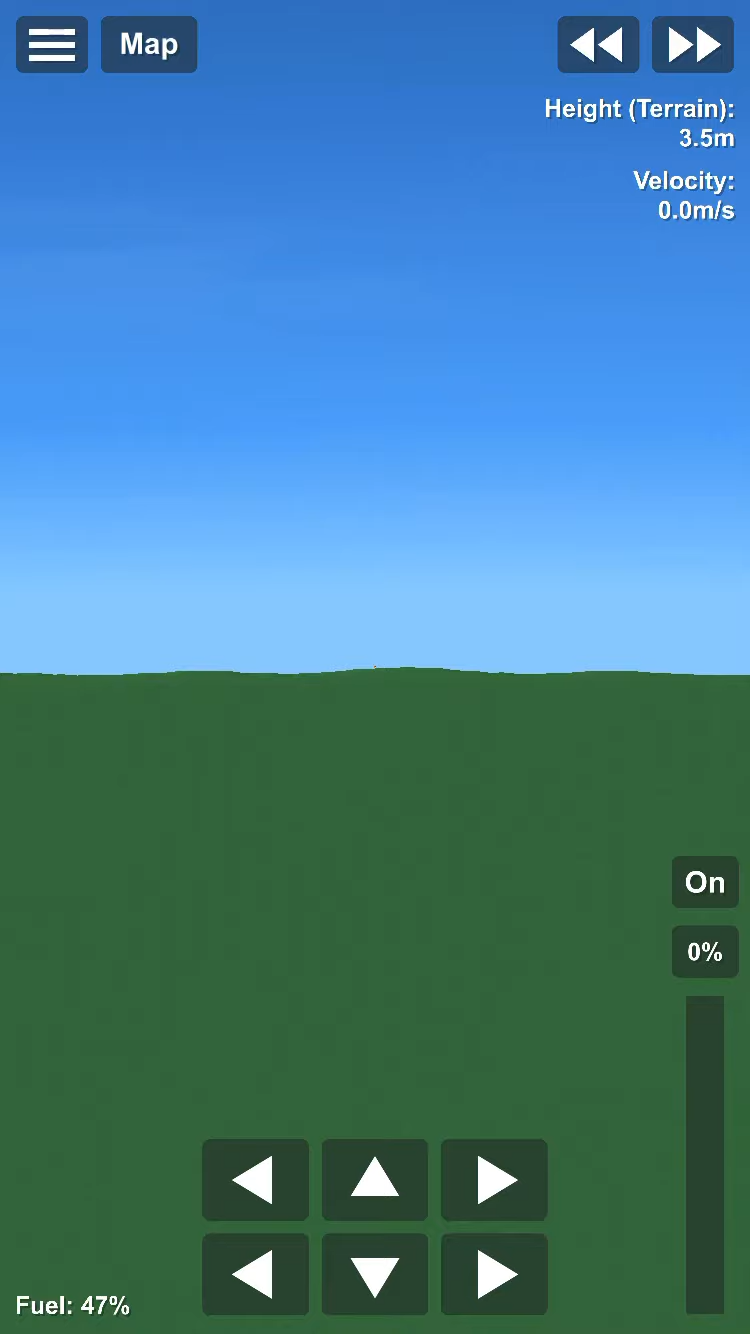 Map
Height (Terrain):
3.5m
Velocity:
0.0m/s
On
0%
Fuel: 47%